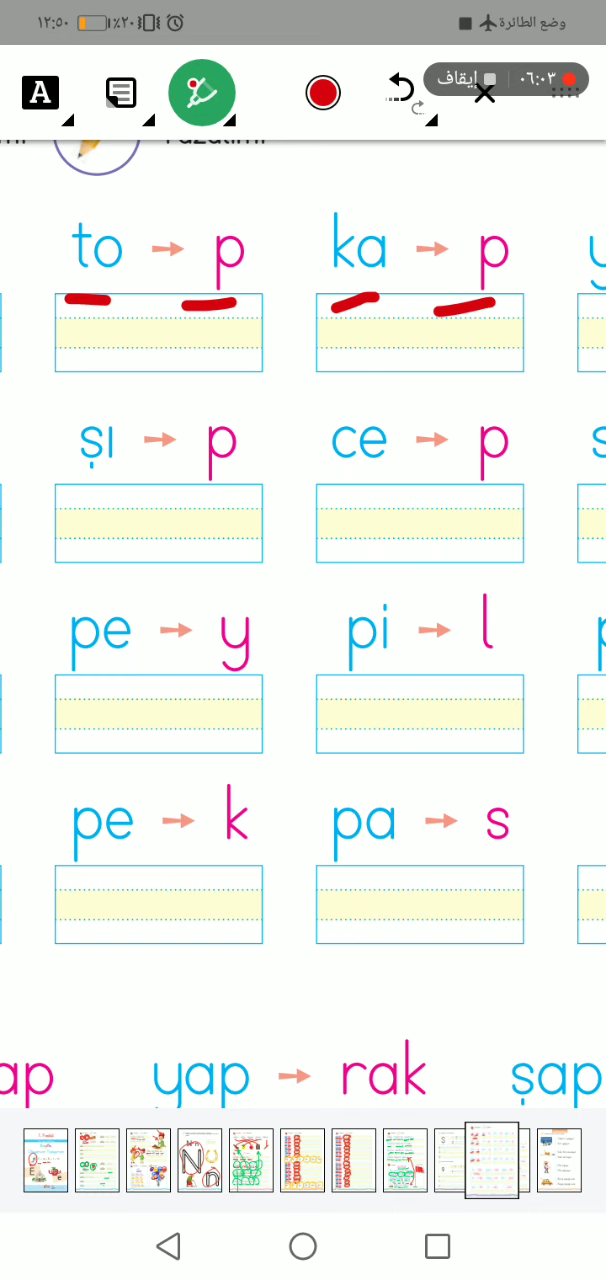 ١٢:٥٠ ٪٢٠ وضع الطائرة
A إيقاف ٠٦:٠٣
to → p ka → p
şı → p ce → p
pe → y pi → l
pe → k pa → s
ap yap → rak şap